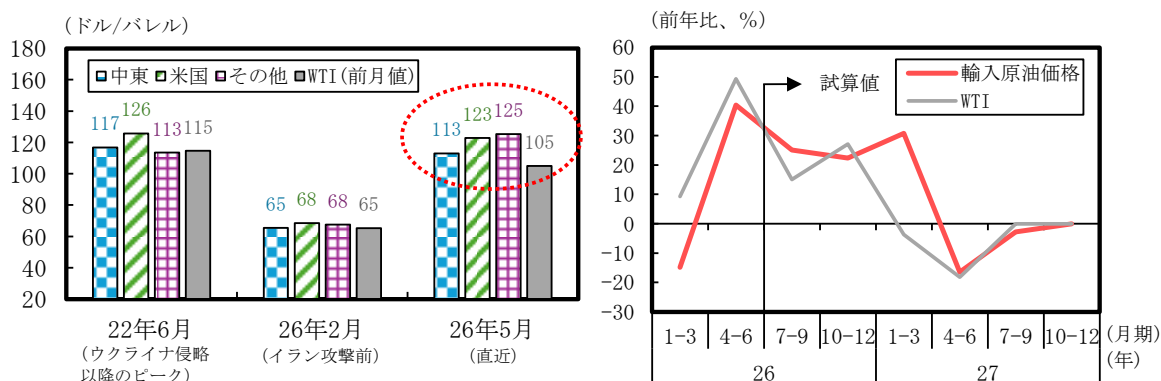 (ドル/バレル)
180
160
140
120
100
80
60
40
20
中東 米国 その他 WTI(前月値)
117 126 113 115
65 68 68 65
113 123 125 105
22年6月 26年2月 26年5月
(ウクライナ侵略 (イラン攻撃前) (直近)
以降のピーク)
(前年比、%)
60
50
40
30
20
10
0
-10
-20
-30
試算値
輸入原油価格
WTI
1-3 4-6 7-9 10-12 1-3 4-6 7-9 10-12 (月期)
26 27 (年)